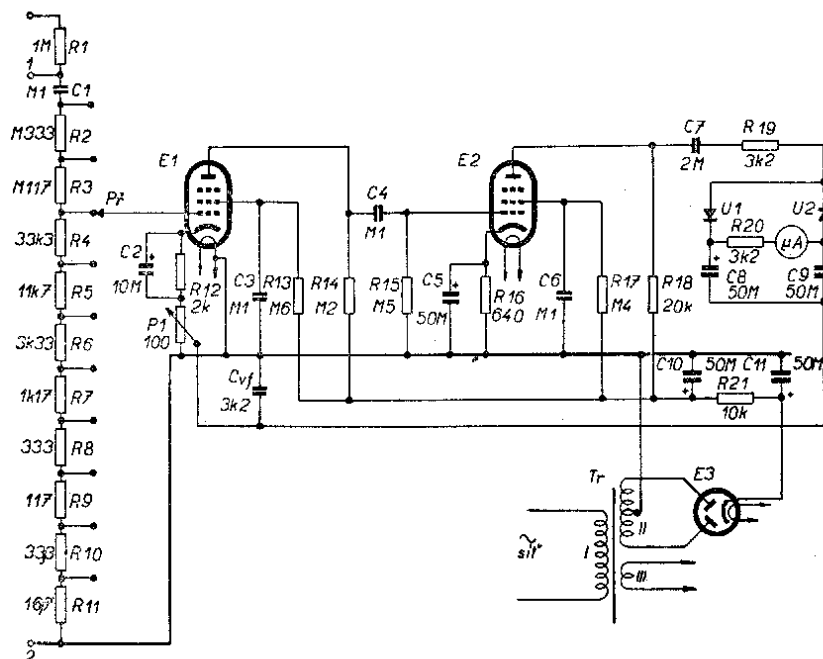 1M R1
1
M1 C1
M333 R2
M117 R3
Př
33k3 R4
11k7 R5
3k33 R6
1k17 R7
333 R8
117 R9
R10
R11
2
E1
C2
10M
R12
2k
P1
100
C3
M1
R13
M6
R14
M2
Cvf
3k2
C4
M1
R15
M5
E2
C5
50M
R16
640
C6
M1
R17
M4
R18
20k
C7
2M
R19
3k2
U1
U2
R20
3k2
μA
C8
50M
C9
50M
C10
50M
C11
50M
R21
10k
Tr
E3
I
II
III
~
síť